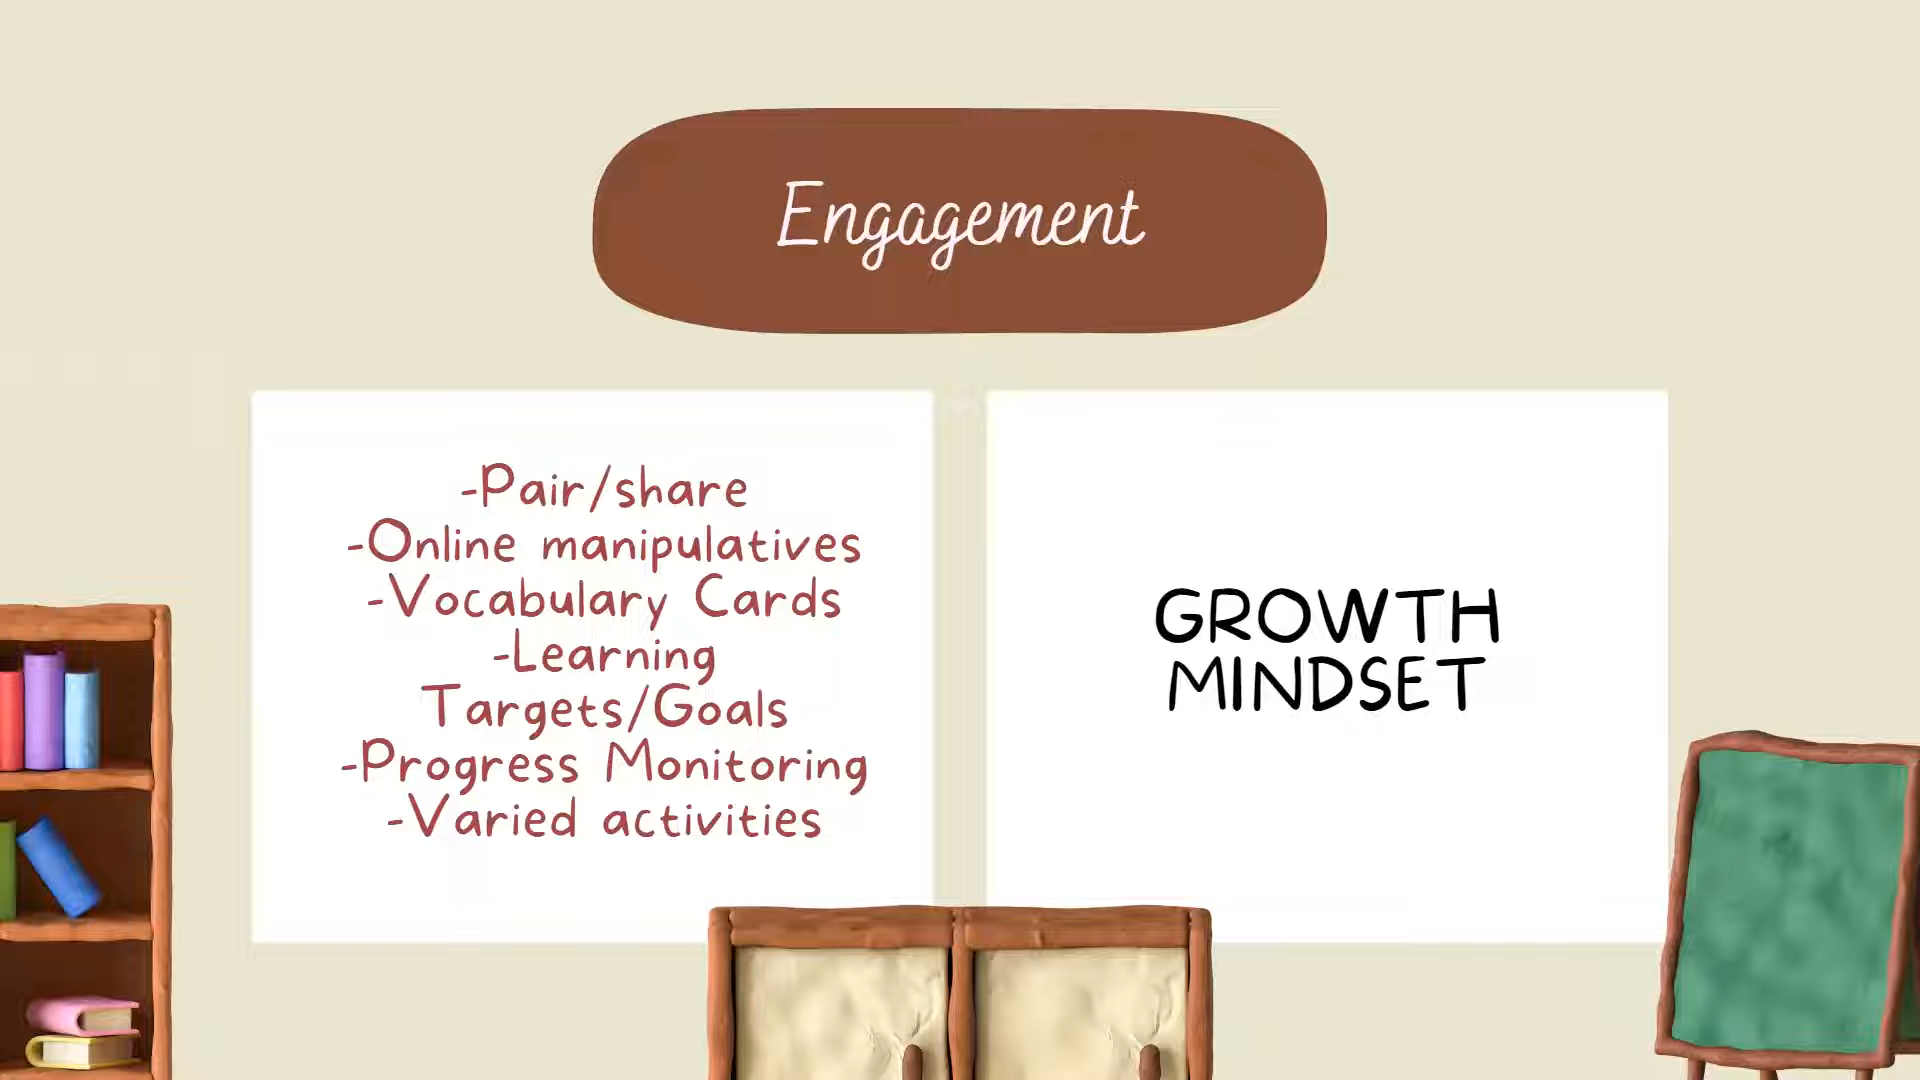 Engagement
-Pair/share
-Online manipulatives
-Vocabulary Cards
-Learning
Targets/Goals
-Progress Monitoring
-Varied activities
GROWTH
MINDSET